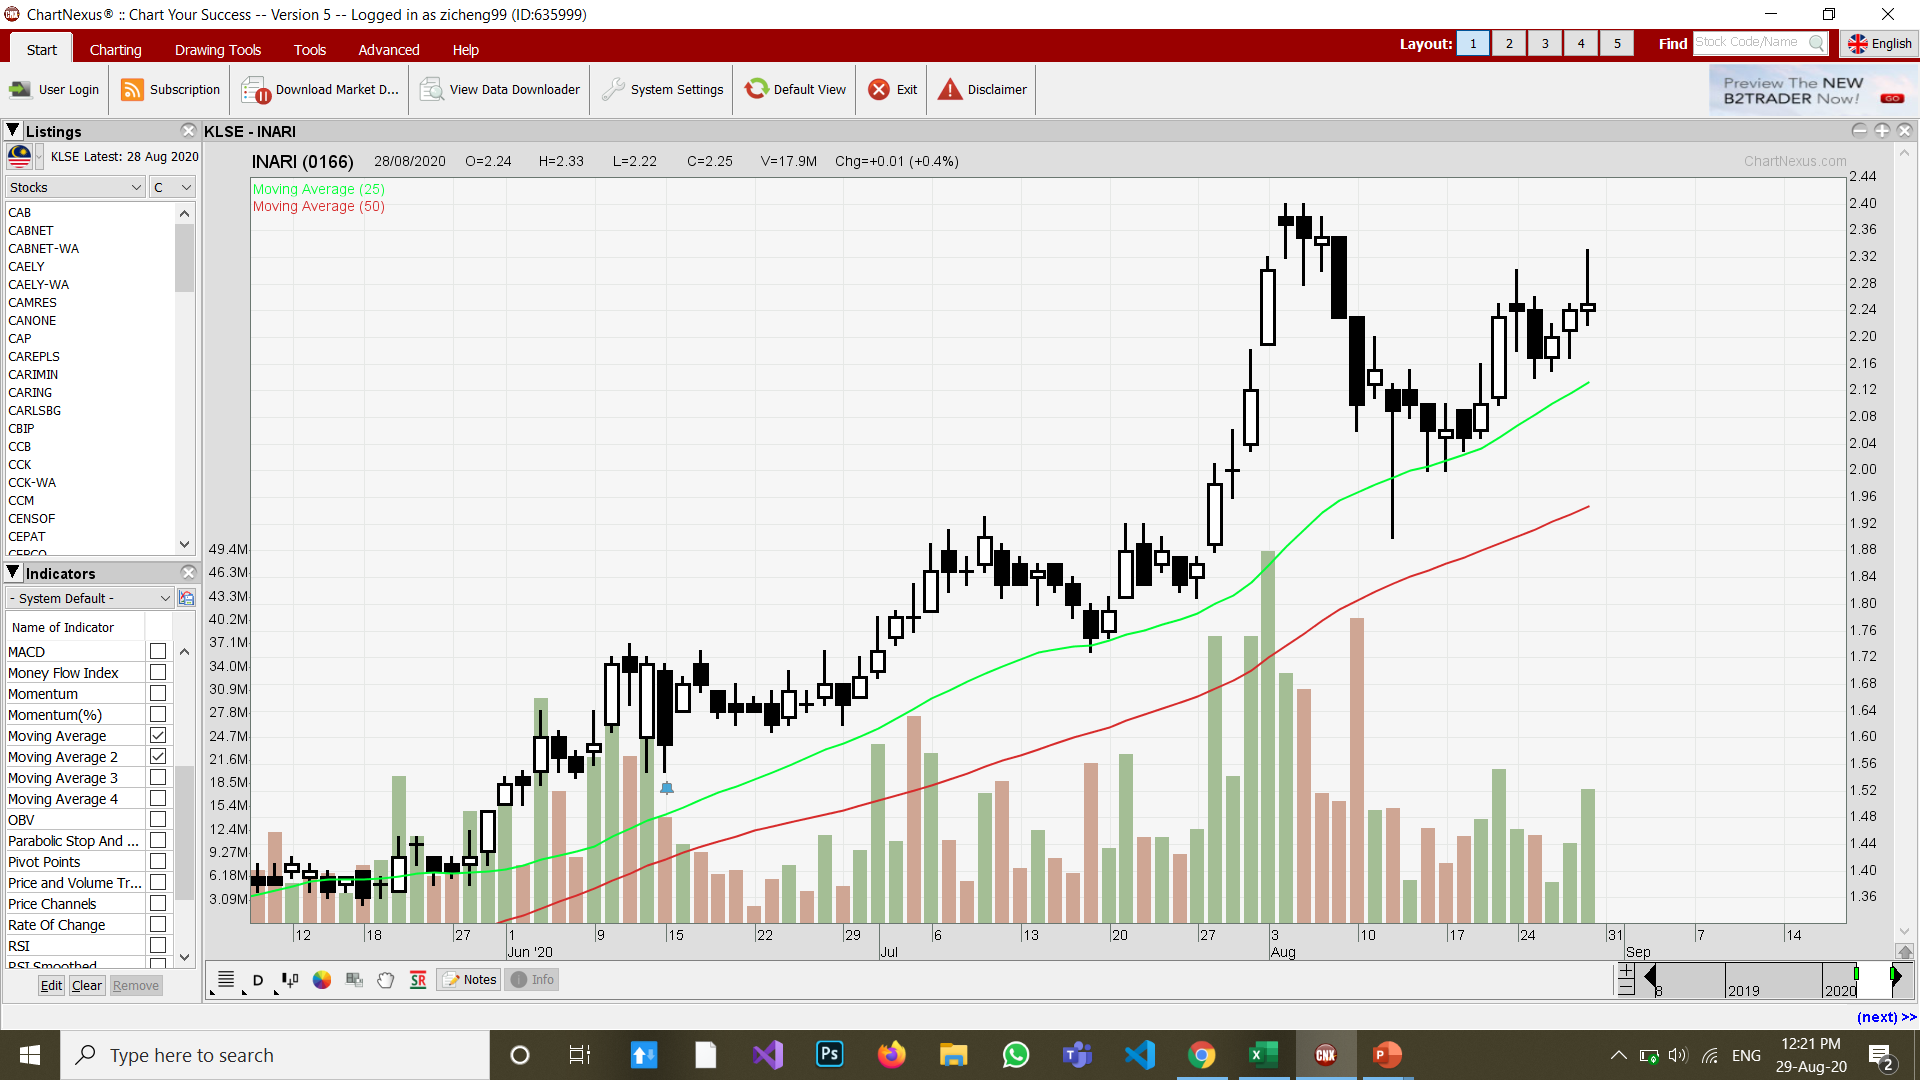 ChartNexus® :: Chart Your Success -- Version 5 -- Logged in as zicheng99 (ID:635999)
Start Charting Drawing Tools Tools Advanced Help Layout: 1 2 3 4 5 Find Stock Code/Name English
User Login Subscription Download Market D... View Data Downloader System Settings Default View Exit Disclaimer
Preview The NEW
B2TRADER Now! GO
Listings
KLSE Latest: 28 Aug 2020
Stocks C
CAB
CABNET
CABNET-WA
CAELY
CAELY-WA
CAMRES
CANONE
CAP
CAREPLS
CARIMIN
CARING
CARLSBG
CBIP
CCB
CCK
CCK-WA
CCM
CENSOF
CEPAT
CEPCO
Indicators
- System Default -
Name of Indicator
MACD
Money Flow Index
Momentum
Momentum(%)
Moving Average
Moving Average 2
Moving Average 3
Moving Average 4
OBV
Parabolic Stop And ...
Pivot Points
Price and Volume Tr...
Price Channels
Rate Of Change
RSI
RSI Smoothed
Edit Clear Remove
KLSE - INARI
INARI (0166) 28/08/2020 O=2.24 H=2.33 L=2.22 C=2.25 V=17.9M Chg=+0.01 (+0.4%) ChartNexus.com
Moving Average (25)
Moving Average (50)
49.4M
46.3M
43.3M
40.2M
37.1M
34.0M
30.9M
27.8M
24.7M
21.6M
18.5M
15.4M
12.4M
9.27M
6.18M
3.09M
2.44
2.40
2.36
2.32
2.28
2.24
2.20
2.16
2.12
2.08
2.04
2.00
1.96
1.92
1.88
1.84
1.80
1.76
1.72
1.68
1.64
1.60
1.56
1.52
1.48
1.44
1.40
1.36
12 18 27 1 9 15 22 29 6 13 20 27 3 10 17 24 31 7 14
Jun '20 Jul Aug Sep
D SR Notes Info
8 2019 2020
(next) >>
Type here to search
Ps
CNX
ENG
12:21 PM
29-Aug-20
2